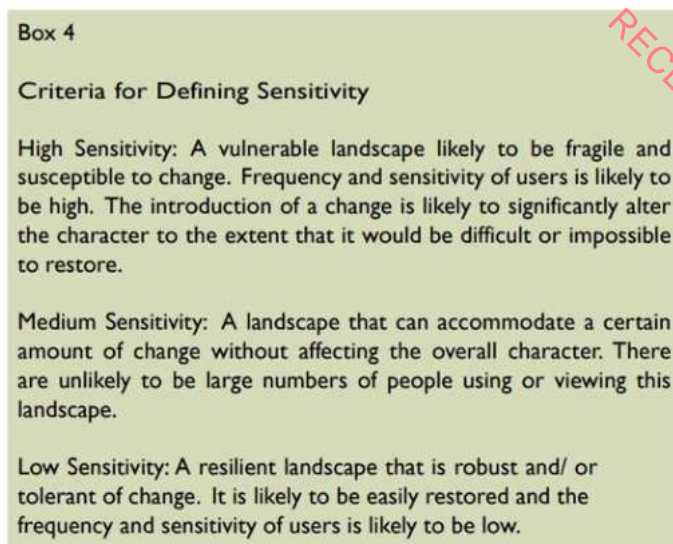 Box 4
Criteria for Defining Sensitivity
High Sensitivity: A vulnerable landscape likely to be fragile and
susceptible to change. Frequency and sensitivity of users is likely to
be high. The introduction of a change is likely to significantly alter
the character to the extent that it would be difficult or impossible
to restore.
Medium Sensitivity: A landscape that can accommodate a certain
amount of change without affecting the overall character. There
are unlikely to be large numbers of people using or viewing this
landscape.
Low Sensitivity: A resilient landscape that is robust and/ or
tolerant of change. It is likely to be easily restored and the
frequency and sensitivity of users is likely to be low.